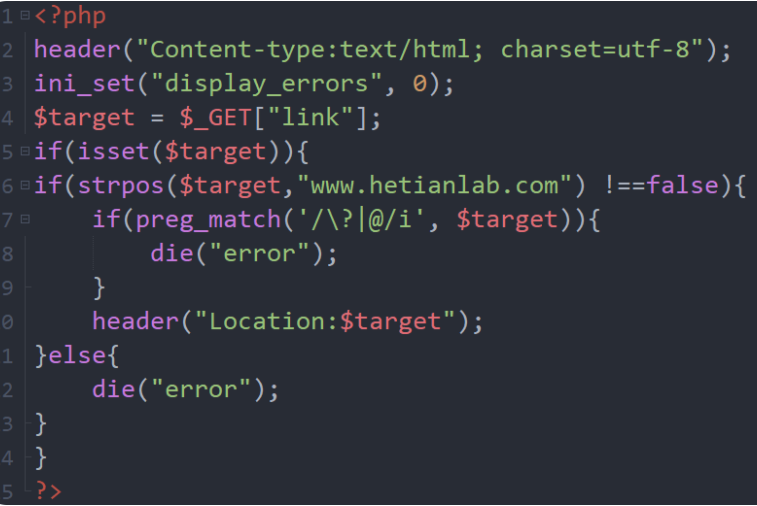 1 <?php
2 header("Content-type:text/html; charset=utf-8");
3 ini_set("display_errors", 0);
4 $target = $_GET["link"];
5 if(isset($target)){
6 if(strpos($target,"www.hetianlab.com") !==false){
7     if(preg_match('/\?|@/i', $target)){
8         die("error");
9     }
0     header("Location:$target");
1 }else{
2     die("error");
3 }
4 }
5 ?>